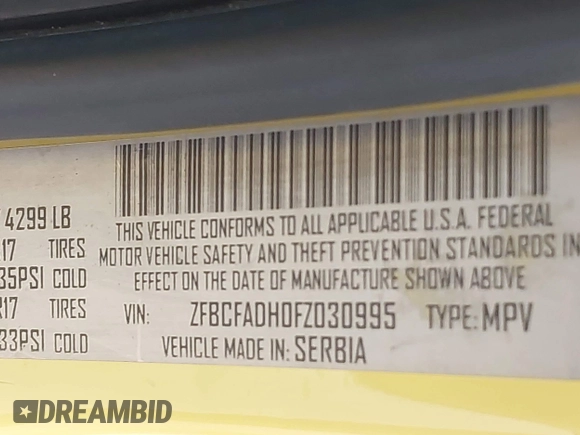 4299 LB
17 TIRES
35PSI COLD
R17 TIRES
33PSI COLD
THIS VEHICLE CONFORMS TO ALL APPLICABLE U.S.A. FEDERAL
MOTOR VEHICLE SAFETY AND THEFT PREVENTION STANDARDS IN
EFFECT ON THE DATE OF MANUFACTURE SHOWN ABOVE
VIN: ZFBCFADH0FZ030995 TYPE: MPV
VEHICLE MADE IN: SERBIA
DREAMBID